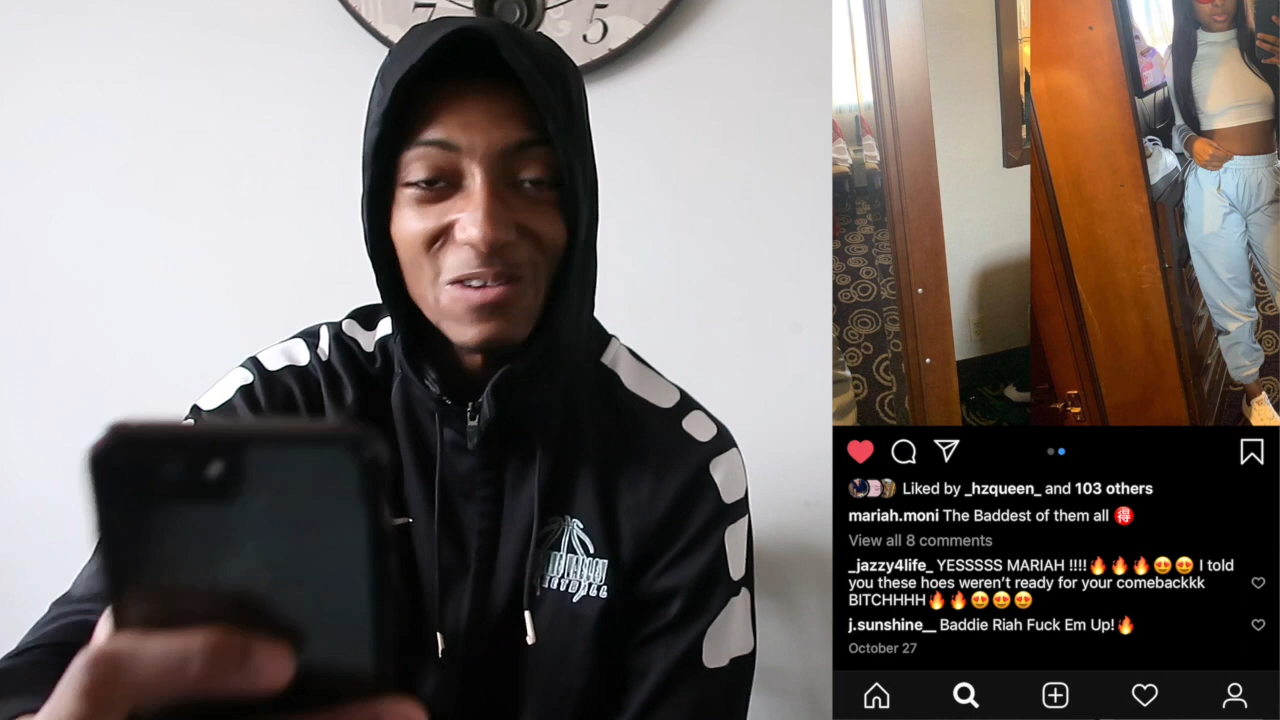 7
5
VALLEY
Liked by _hzqueen_ and 103 others
mariah.moni The Baddest of them all 🉐
View all 8 comments
_jazzy4life_ YESSSSS MARIAH !!!!🔥🔥🔥😍😍 I told
you these hoes weren’t ready for your comebackkk
BITCHHHH🔥🔥😍😍😍
j.sunshine__ Baddie Riah Fuck Em Up!🔥
October 27